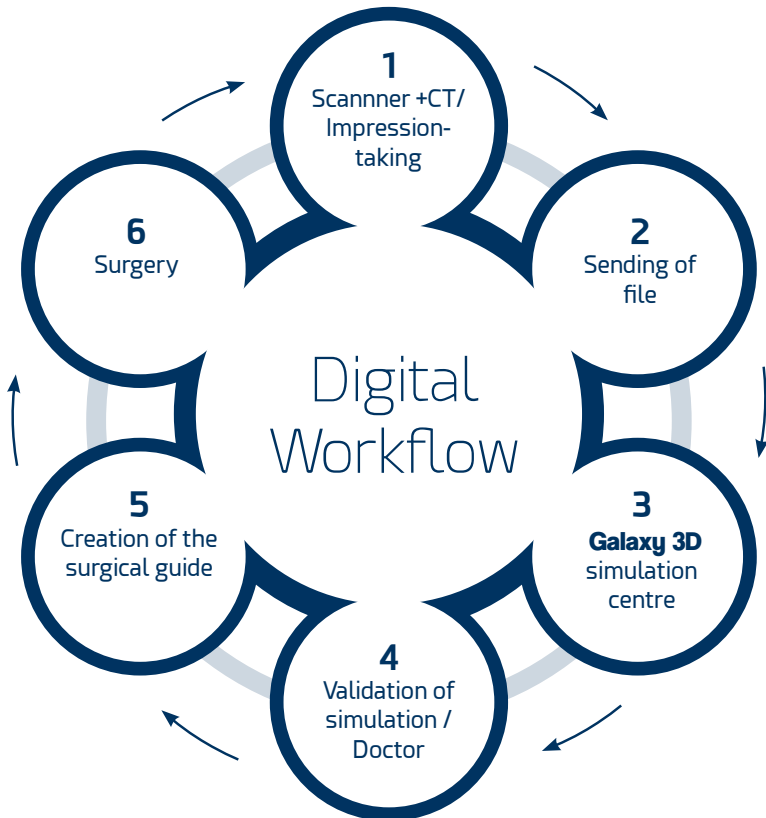 1
Scannner +CT/
Impression-
taking
2
Sending of
file
3
Galaxy 3D
simulation
centre
4
Validation of
simulation /
Doctor
5
Creation of the
surgical guide
6
Surgery
Digital
Workflow